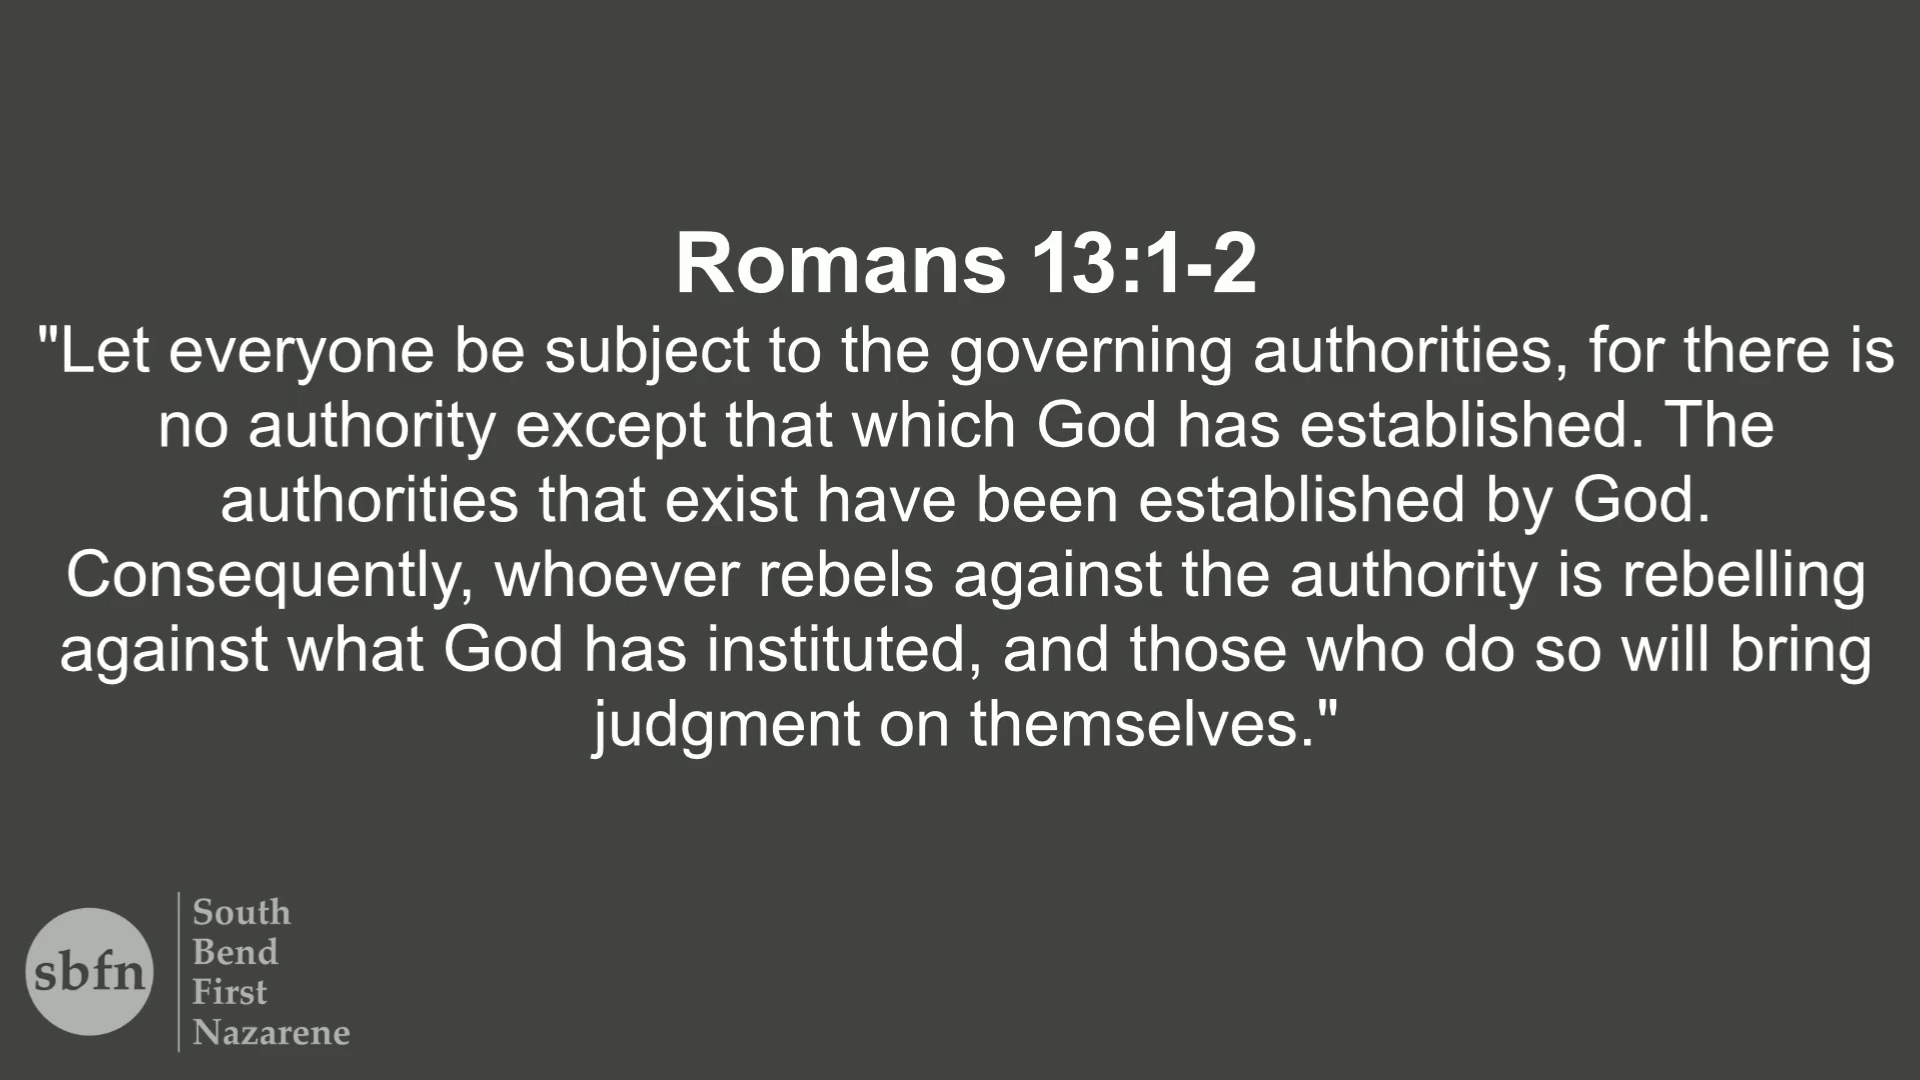 Romans 13:1-2
"Let everyone be subject to the governing authorities, for there is
no authority except that which God has established. The
authorities that exist have been established by God.
Consequently, whoever rebels against the authority is rebelling
against what God has instituted, and those who do so will bring
judgment on themselves."
sbfn
South
Bend
First
Nazarene